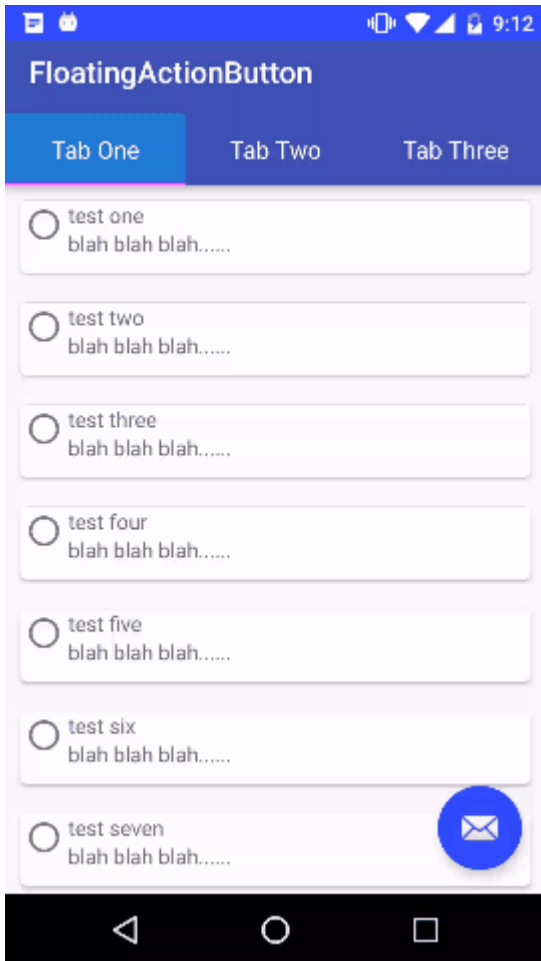 9:12
FloatingActionButton
Tab One Tab Two Tab Three
test one
blah blah blah......
test two
blah blah blah......
test three
blah blah blah......
test four
blah blah blah......
test five
blah blah blah......
test six
blah blah blah......
test seven
blah blah blah......